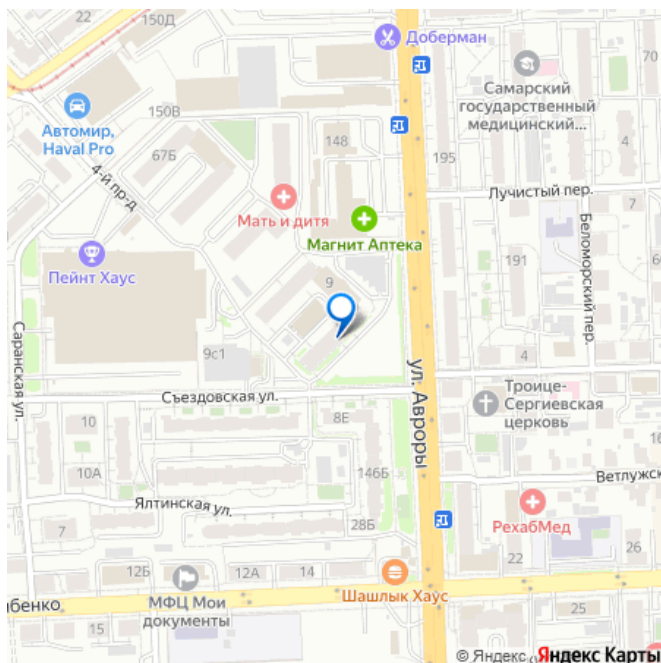 22
150Д
Доберман
70
Самарский
государственный
медицинский...
Автомир,
Haval Pro
150В
67Б
148
195
4
4-й пр-д
Лучистый пер.
7
Мать и дитя
Магнит Аптека
Беломорский пер.
191
6
Пейнт Хаус
9
9с1
Саранская ул.
ул. Авроры
Съездовская ул.
Троице-
Сергиевская
церковь
10
8Е
16
10А
146Б
Ветлужск
Ялтинская ул.
7
28Б
РехабМед
22
26
12Б
12А
14
Шашлык Хаус
бенко
МФЦ Мои
документы
15
25
© Яндекс
Яндекс Карты